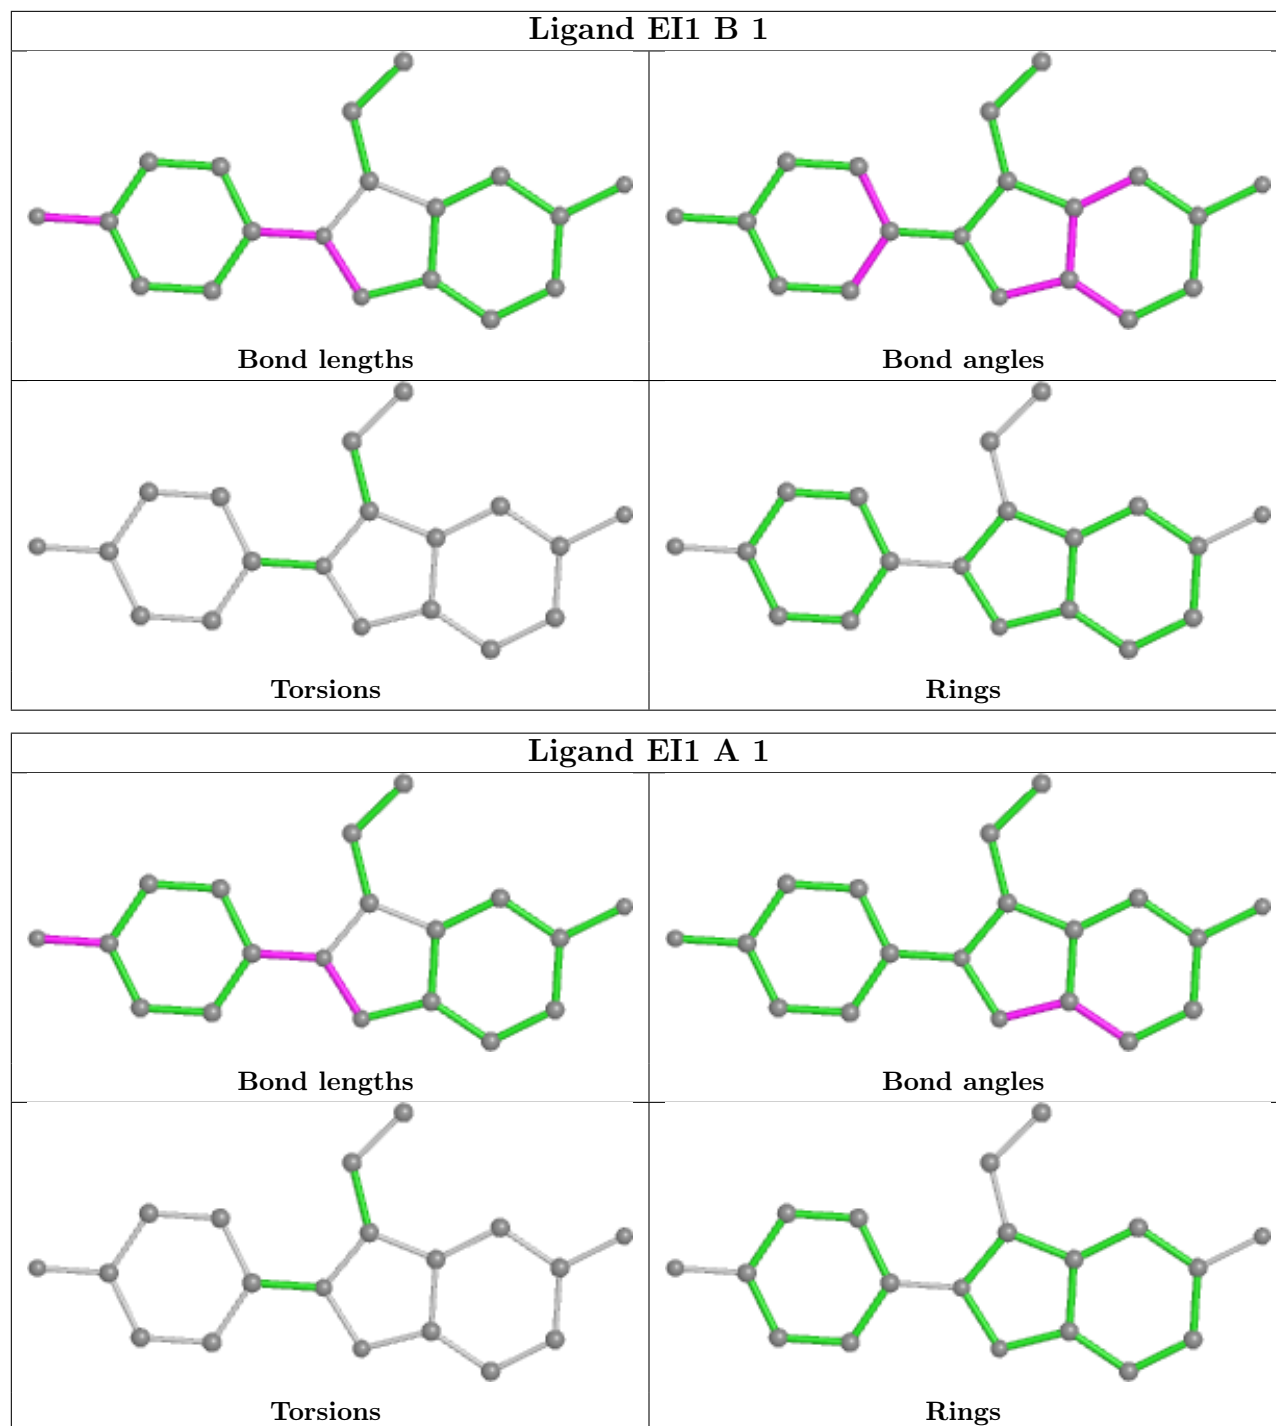 Ligand EI1 B 1
Bond lengths
Bond angles
Torsions
Rings
Ligand EI1 A 1
Bond lengths
Bond angles
Torsions
Rings